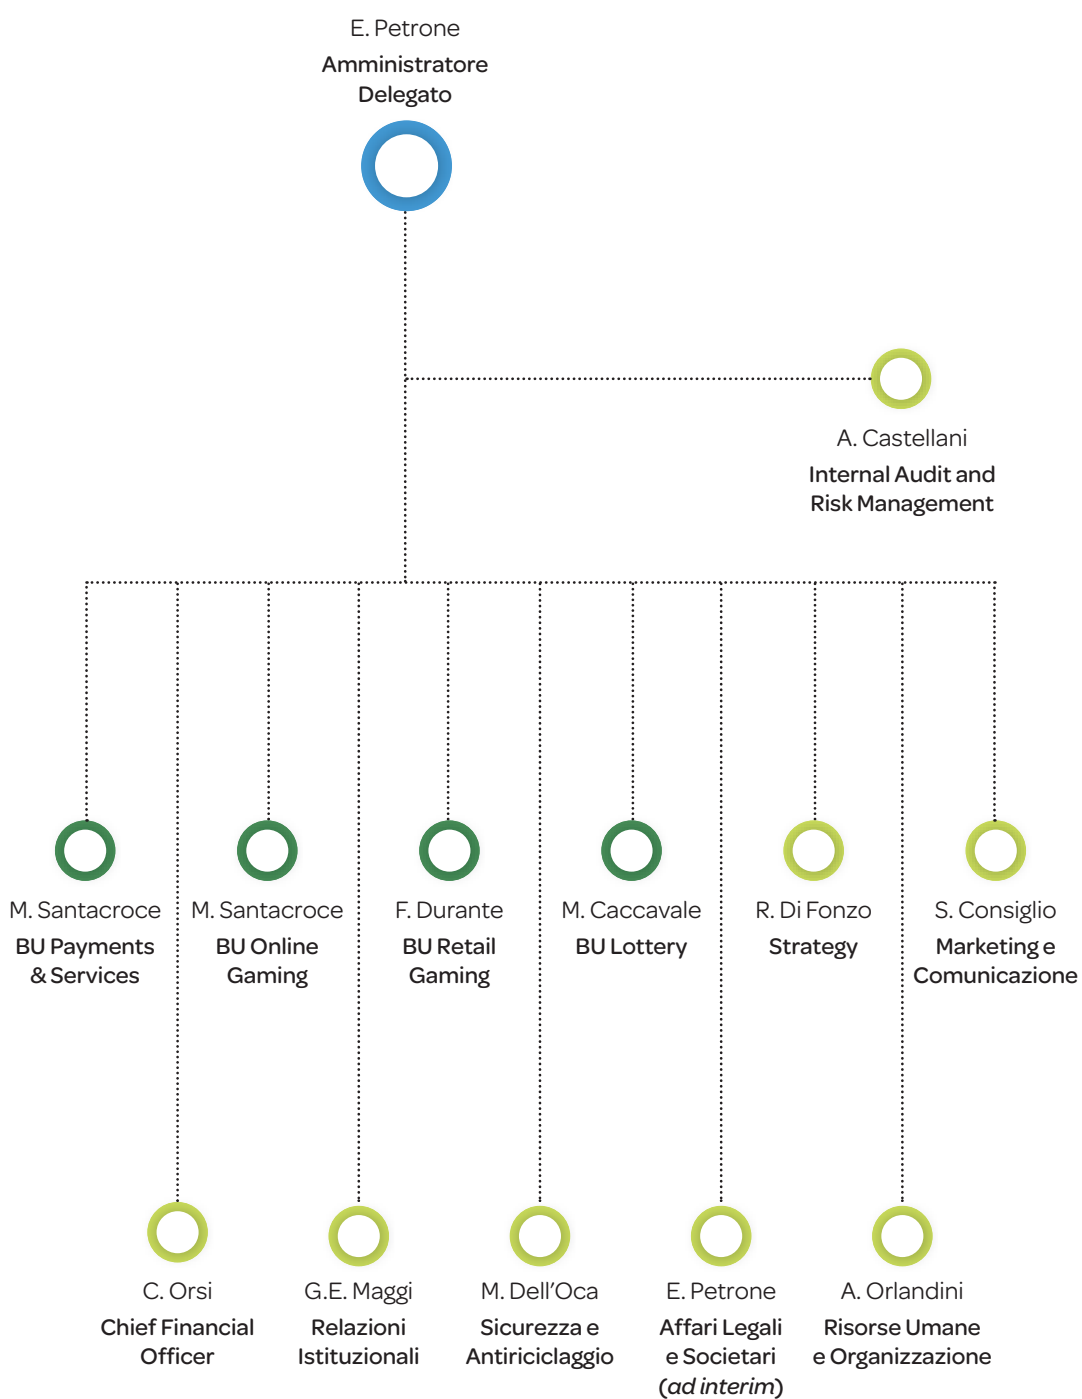 E. Petrone
Amministratore
Delegato
A. Castellani
Internal Audit and
Risk Management
M. Santacroce
BU Payments
& Services
M. Santacroce
BU Online
Gaming
F. Durante
BU Retail
Gaming
M. Caccavale
BU Lottery
R. Di Fonzo
Strategy
S. Consiglio
Marketing e
Comunicazione
C. Orsi
Chief Financial
Officer
G.E. Maggi
Relazioni
Istituzionali
M. Dell’Oca
Sicurezza e
Antiriciclaggio
E. Petrone
Affari Legali
e Societari
(ad interim)
A. Orlandini
Risorse Umane
e Organizzazione